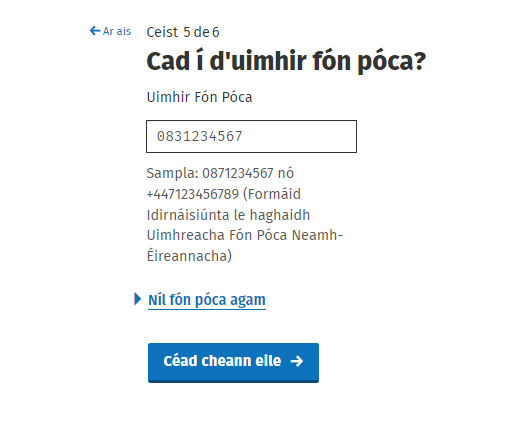 Ar ais
Ceist 5 de 6
Cad í d'uimhir fón póca?
Uimhir Fón Póca
0831234567
Sampla: 0871234567 nó
+447123456789 (Formáid
Idirnáisiúnta le haghaidh
Uimhreacha Fón Póca Neamh-
Éireannacha)
Níl fón póca agam
Céad cheann eile